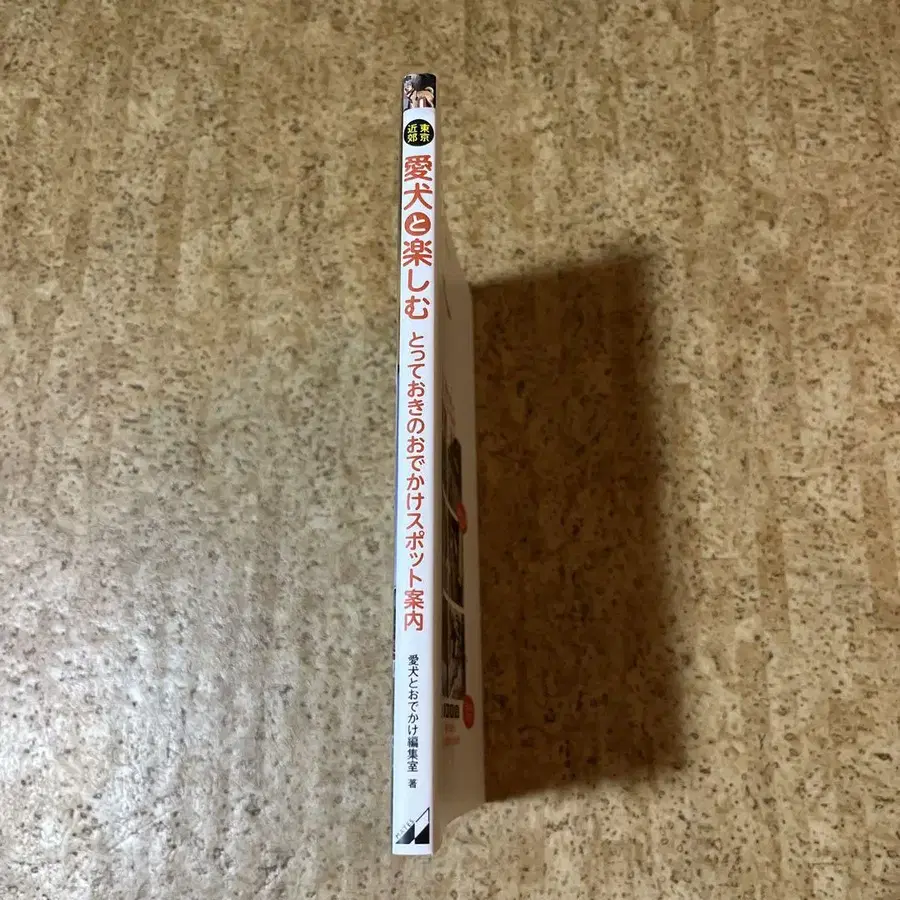 東京
近郊
愛犬と楽しむ
とっておきのおでかけスポット案内
愛犬とおでかけ編集室 著